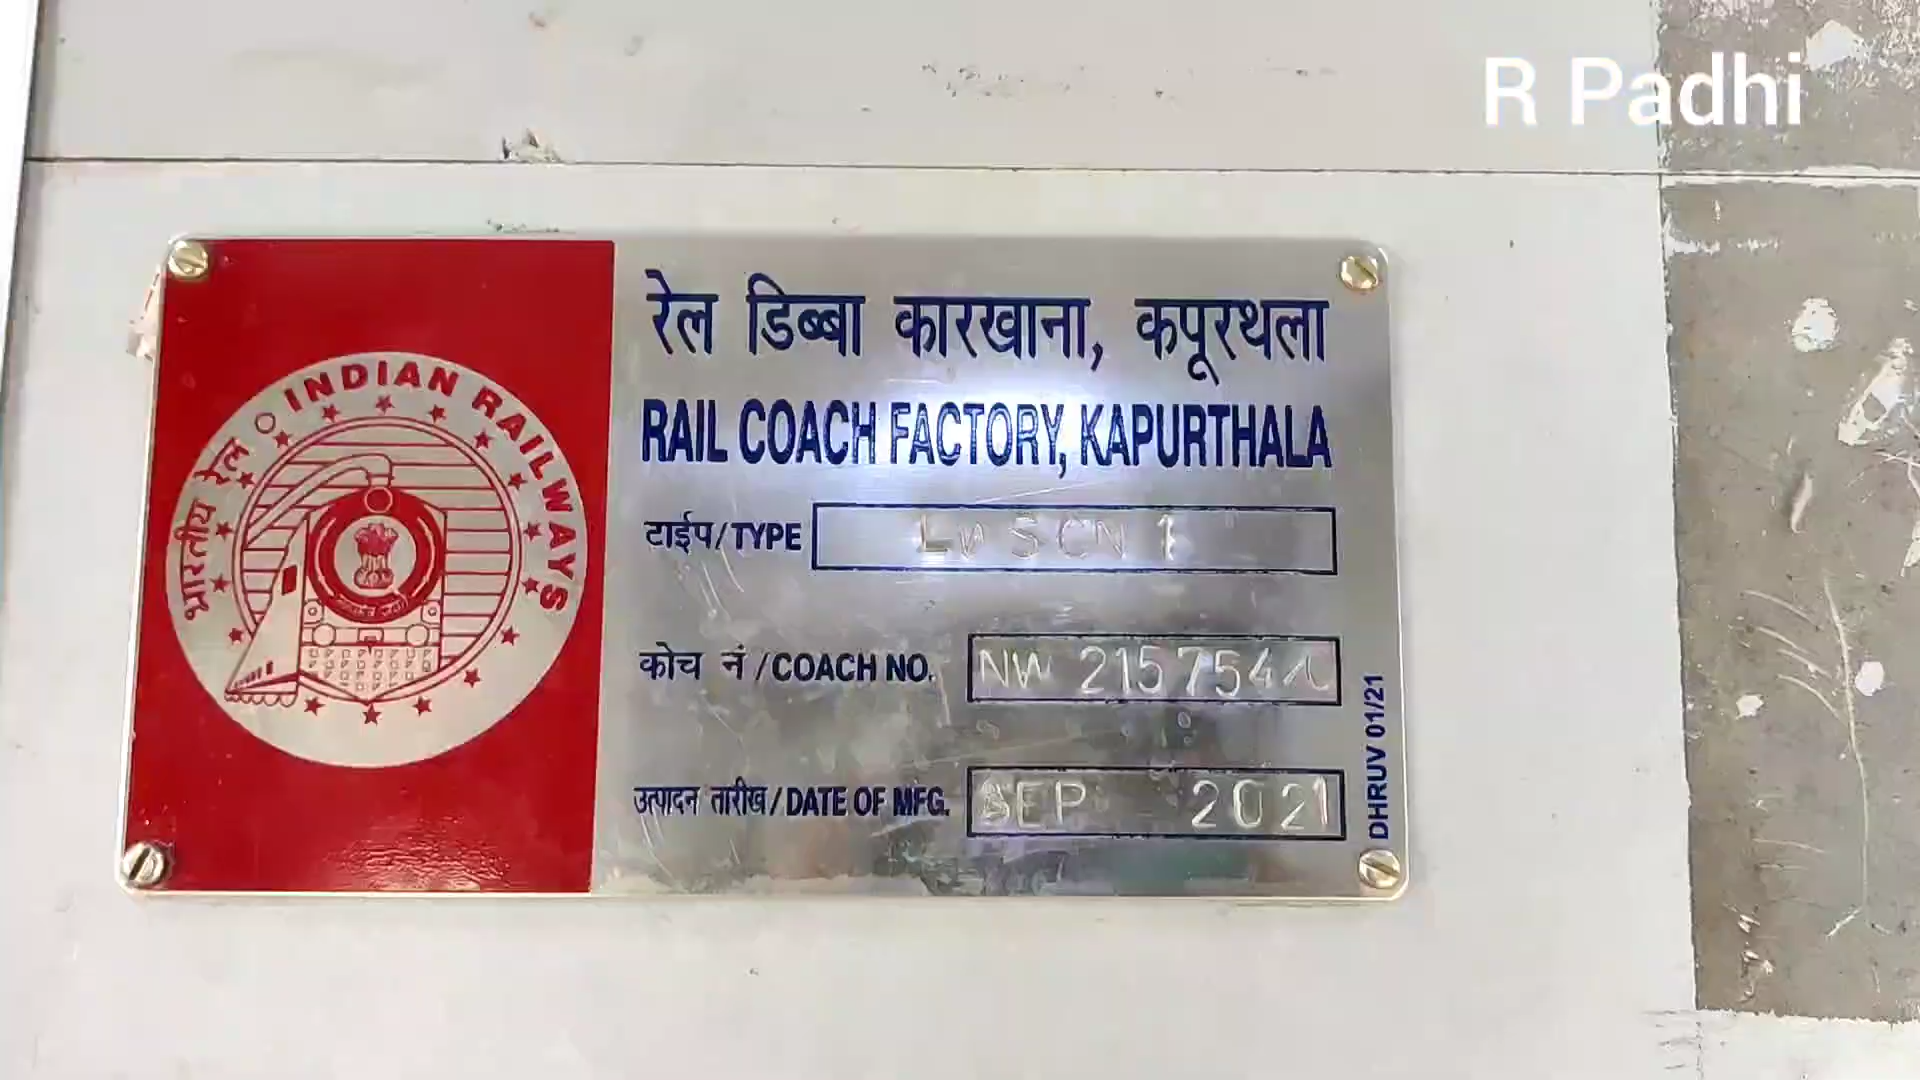 R Padhi
भारतीय रेल INDIAN RAILWAYS
रेल डिब्बा कारखाना, कपूरथला
RAIL COACH FACTORY, KAPURTHALA
टाईप/TYPE LWSCN 1
कोच नं/COACH NO. NW 215754
उत्पादन तारीख/DATE OF MFG. SEP 2021
DHRUV 01/21